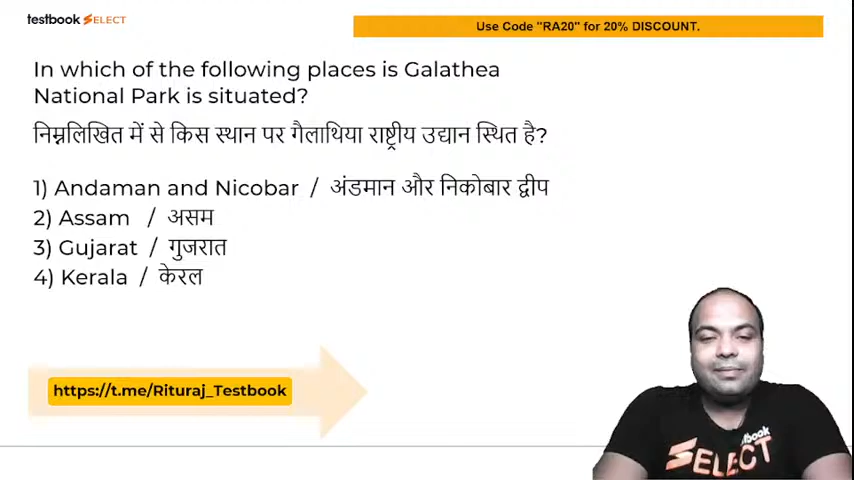 testbook SELECT
Use Code "RA20" for 20% DISCOUNT.
In which of the following places is Galathea
National Park is situated?
निम्नलिखित में से किस स्थान पर गैलाथिया राष्ट्रीय उद्यान स्थित है?
1) Andaman and Nicobar / अंडमान और निकोबार द्वीप
2) Assam / असम
3) Gujarat / गुजरात
4) Kerala / केरल
https://t.me/Rituraj_Testbook
testbook
SELECT